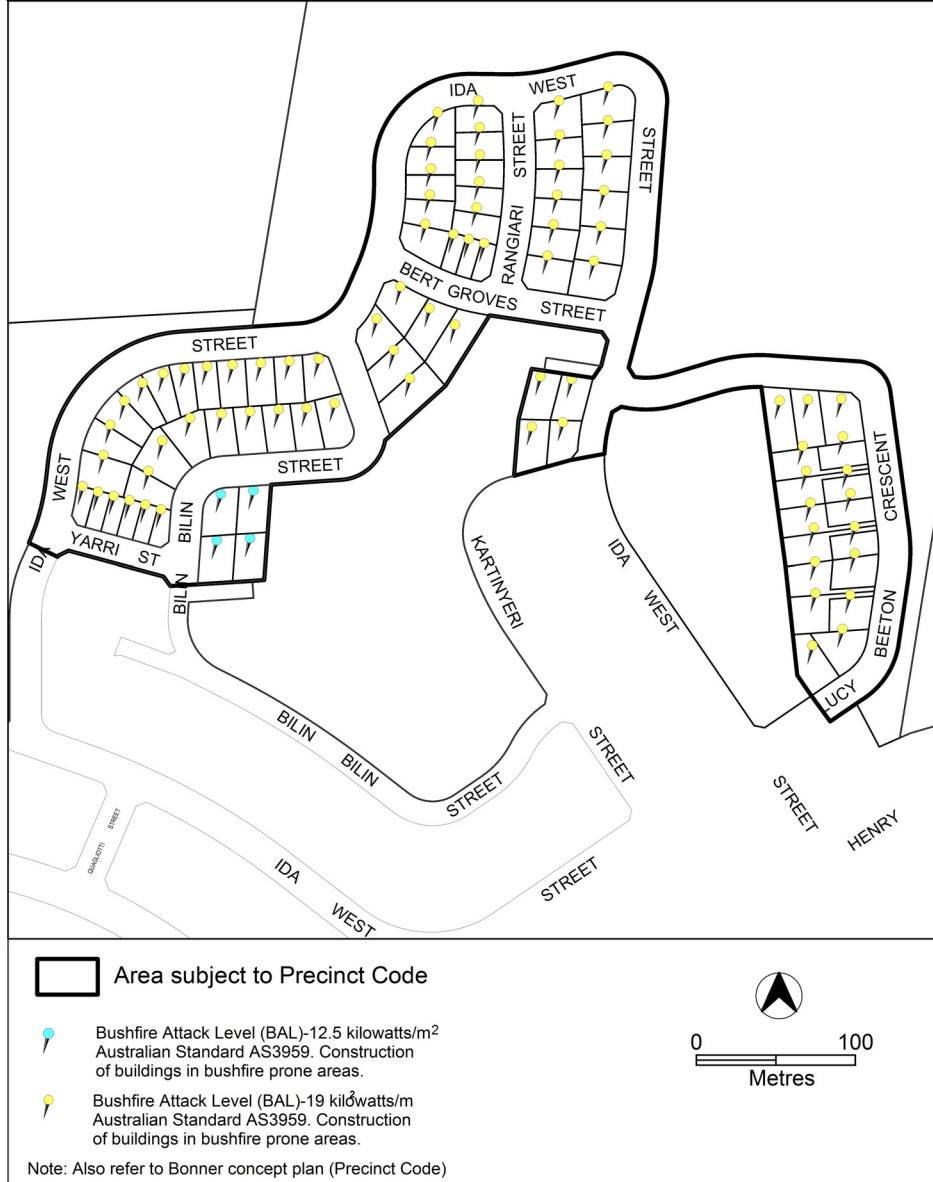 IDA WEST
STREET
STREET
RANGIARI
BERT GROVES STREET
STREET
WEST
STREET
BILIN
YARRI ST
IDA
BILIN
CRESCENT
BEETON
LUCY
KARTINYERI
IDA
WEST
BILIN
BILIN
STREET
STREET
STREET
HENRY
STREET
QUAGLIOTTI
IDA
WEST
STREET
Area subject to Precinct Code
Bushfire Attack Level (BAL)-12.5 kilowatts/m2
Australian Standard AS3959. Construction
of buildings in bushfire prone areas.
Bushfire Attack Level (BAL)-19 kilowatts/m2
Australian Standard AS3959. Construction
of buildings in bushfire prone areas.
Note: Also refer to Bonner concept plan (Precinct Code)
0 100
Metres